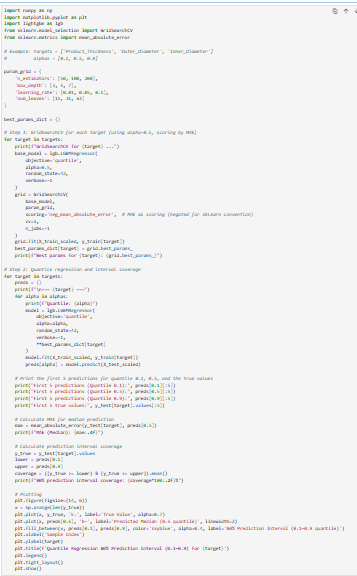 import numpy as np
import matplotlib.pyplot as plt
import lightgbm as lgb
from sklearn.model_selection import GridSearchCV
from sklearn.metrics import mean_absolute_error
# Example: targets = ['Product_Thickness', 'Outer_Diameter', 'Inner_Diameter']
# alphas = [0.1, 0.5, 0.9]
param_grid = {
'n_estimators': [50, 100, 200],
'max_depth': [3, 5, 7],
'learning_rate': [0.01, 0.05, 0.1],
'num_leaves': [15, 31, 63]
}
best_params_dict = {}
# Step 1: GridSearchCV for each target (using alpha=0.5, scoring by MAE)
for target in targets:
print(f"GridSearchCV for {target} ...")
base_model = lgb.LGBMRegressor(
objective='quantile',
alpha=0.5,
random_state=42,
verbose=-1
)
grid = GridSearchCV(
base_model,
param_grid,
scoring='neg_mean_absolute_error', # MAE as scoring (negated for sklearn convention)
cv=3,
n_jobs=-1
)
grid.fit(X_train_scaled, y_train[target])
best_params_dict[target] = grid.best_params_
print(f"Best params for {target}: {grid.best_params_}")
# Step 2: Quantile regression and interval coverage
for target in targets:
preds = {}
print(f"\n=== {target} ===")
for alpha in alphas:
print(f"Quantile: {alpha}")
model = lgb.LGBMRegressor(
objective='quantile',
alpha=alpha,
random_state=42,
verbose=-1,
**best_params_dict[target]
)
model.fit(X_train_scaled, y_train[target])
preds[alpha] = model.predict(X_test_scaled)
# Print the first 5 predictions for quantile 0.1, 0.5, and the true values
print("First 5 predictions (Quantile 0.1):", preds[0.1][:5])
print("First 5 predictions (Quantile 0.5):", preds[0.5][:5])
print("First 5 predictions (Quantile 0.9):", preds[0.9][:5])
print("First 5 true values:", y_test[target].values[:5])
# Calculate MAE for median prediction
mae = mean_absolute_error(y_test[target], preds[0.5])
print(f"MAE (Median): {mae:.4f}")
# Calculate prediction interval coverage
y_true = y_test[target].values
lower = preds[0.1]
upper = preds[0.9]
coverage = ((y_true >= lower) & (y_true <= upper)).mean()
print(f"80% prediction interval coverage: {coverage*100:.2f}%")
# Plotting
plt.figure(figsize=(14, 6))
x = np.arange(len(y_true))
plt.plot(x, y_true, label='True Value', alpha=0.7)
plt.plot(x, preds[0.5], 'b-', label='Predicted Median (0.5 quantile)', linewidth=2)
plt.fill_between(x, preds[0.1], preds[0.9], color='skyblue', alpha=0.4, label='80% Prediction Interval (0.1-0.9 quantile)')
plt.xlabel('Sample Index')
plt.ylabel(target)
plt.title(f'Quantile Regression 80% Prediction Interval (0.1-0.9) for {target}')
plt.legend()
plt.tight_layout()
plt.show()